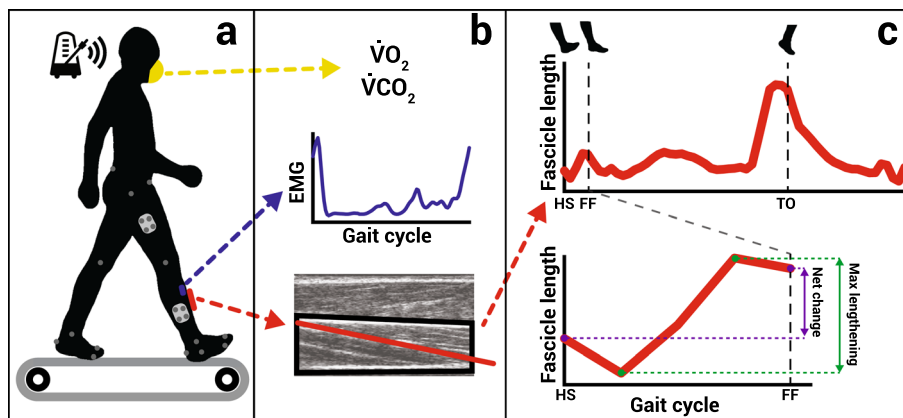 a
b
c
V̇O₂
V̇CO₂
EMG
Gait cycle
Fascicle length
HS FF
TO
Fascicle length
Net change
Max lengthening
HS
FF
Gait cycle